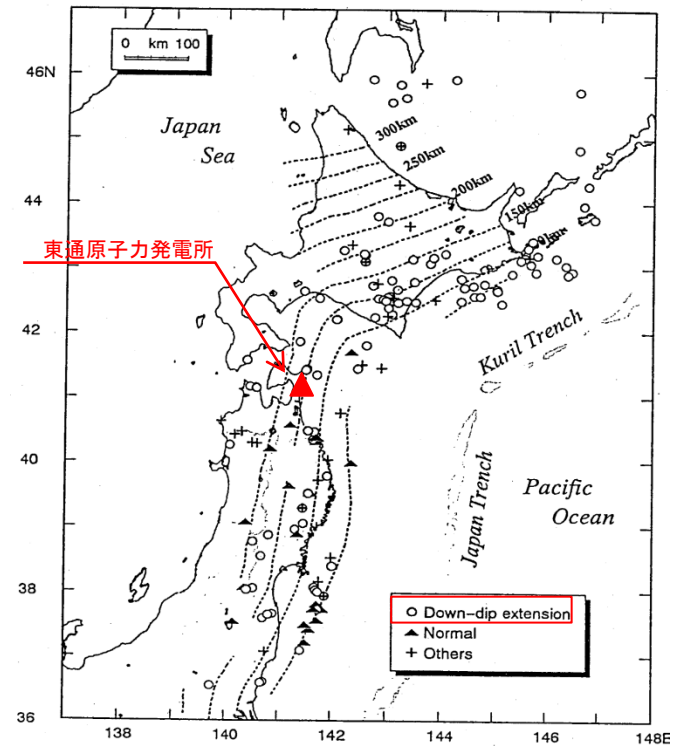 0 km 100
46N
Japan
Sea
300km
250km
200km
150km
44
東通原子力発電所
42
Kuril Trench
40
Japan Trench
Pacific
Ocean
38
Down-dip extension
Normal
Others
36
138
140
142
144
146
148E